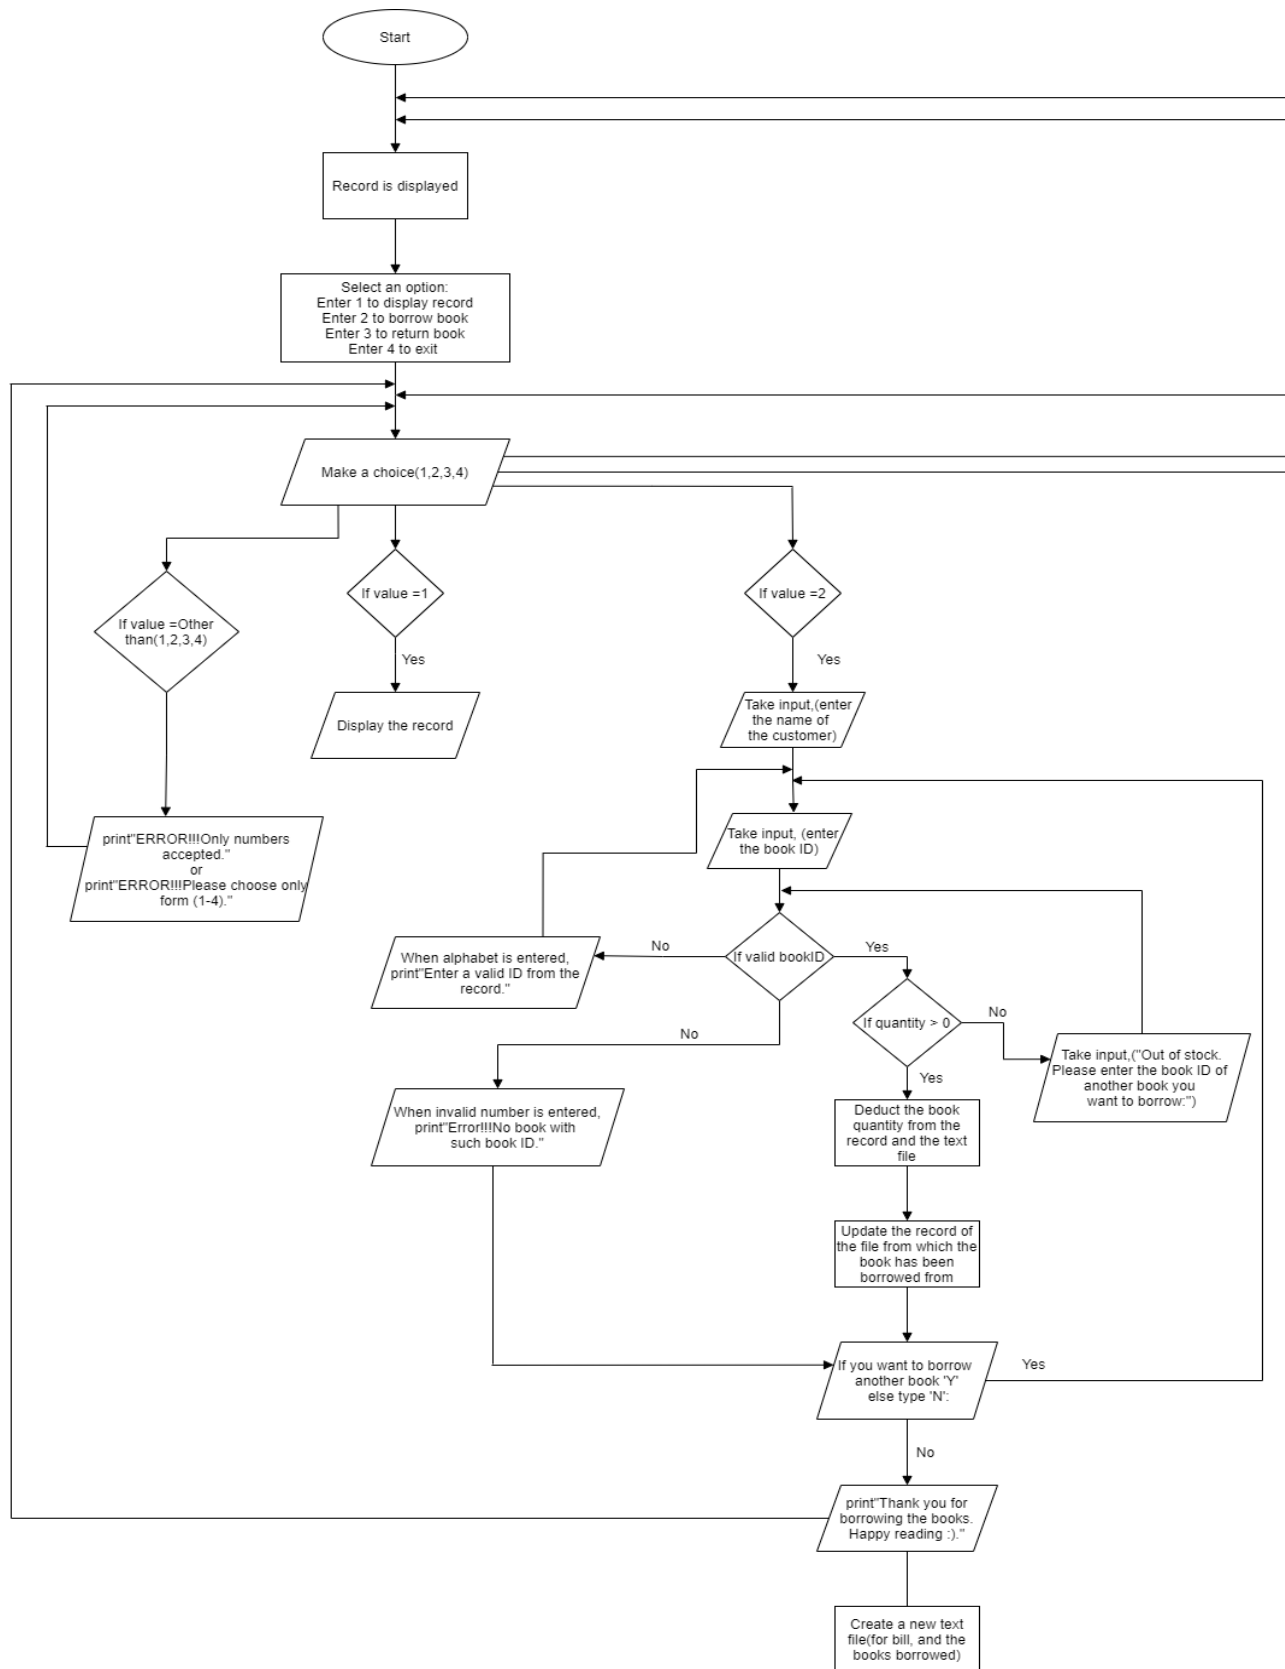 Start
Record is displayed
Select an option:
Enter 1 to display record
Enter 2 to borrow book
Enter 3 to return book
Enter 4 to exit
Make a choice(1,2,3,4)
If value =Other
than(1,2,3,4)
If value =1
If value =2
Yes
Yes
Display the record
Take input,(enter
the name of
the customer)
print"ERROR!!!Only numbers
accepted."
or
print"ERROR!!!Please choose only
form (1-4)."
Take input, (enter
the book ID)
When alphabet is entered,
print"Enter a valid ID from the
record."
No
If valid bookID
Yes
If quantity > 0
No
Take input,("Out of stock.
Please enter the book ID of
another book you
want to borrow:")
No
Yes
When invalid number is entered,
print"Error!!!No book with
such book ID."
Deduct the book
quantity from the
record and the text
file
Update the record of
the file from which the
book has been
borrowed from
If you want to borrow
another book 'Y'
else type 'N':
Yes
No
print"Thank you for
borrowing the books.
Happy reading :)."
Create a new text
file(for bill, and the
books borrowed)